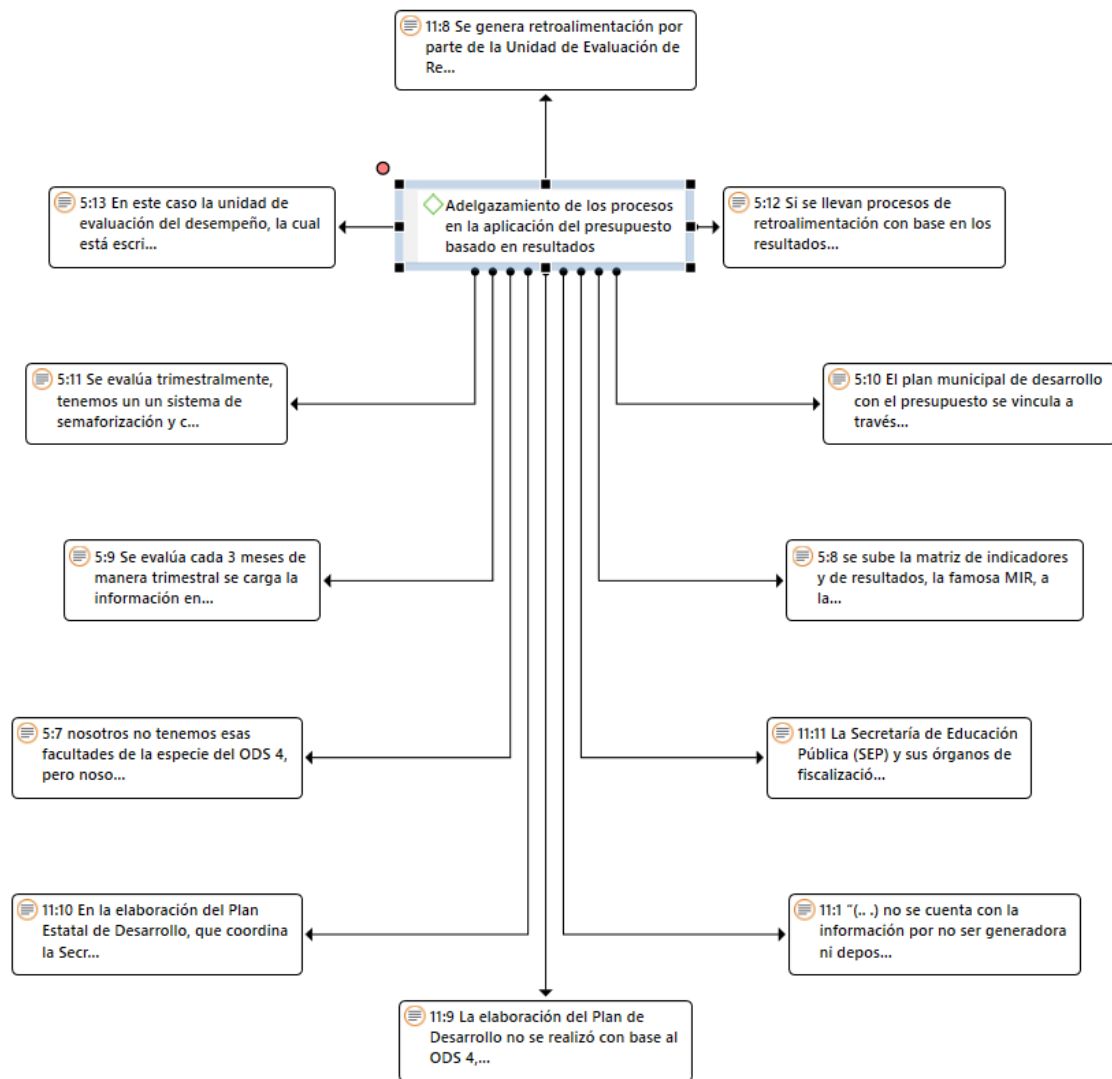 11:8 Se genera retroalimentación por
parte de la Unidad de Evaluación de
Re...
5:13 En este caso la unidad de
evaluación del desempeño, la cual
está escri...
Adelgazamiento de los procesos
en la aplicación del presupuesto
basado en resultados
5:12 Si se llevan procesos de
retroalimentación con base en los
resultados...
5:11 Se evalúa trimestralmente,
tenemos un un sistema de
semaforización y c...
5:10 El plan municipal de desarrollo
con el presupuesto se vincula a
través...
5:9 Se evalúa cada 3 meses de
manera trimestral se carga la
información en...
5:8 se sube la matriz de indicadores
y de resultados, la famosa MIR, a
la...
5:7 nosotros no tenemos esas
facultades de la especie del ODS 4,
pero noso...
11:11 La Secretaría de Educación
Pública (SEP) y sus órganos de
fiscalizació...
11:10 En la elaboración del Plan
Estatal de Desarrollo, que coordina
la Secr...
11:1 ˝(.. .) no se cuenta con la
información por no ser generadora
ni depos...
11:9 La elaboración del Plan de
Desarrollo no se realizó con base al
ODS 4,...